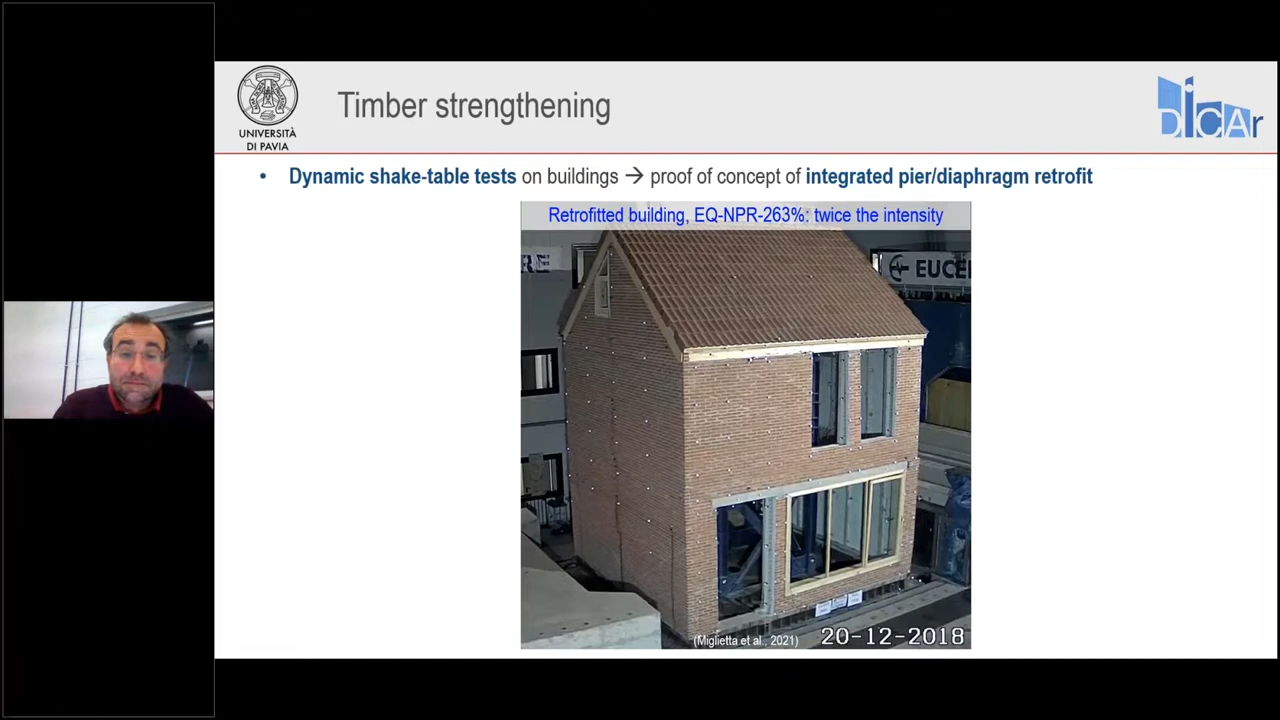 UNIVERSITÀ
DI PAVIA
Timber strengthening
DiCAr
• Dynamic shake-table tests on buildings → proof of concept of integrated pier/diaphragm retrofit
Retrofitted building, EQ-NPR-263%: twice the intensity
RE
EUCE
(Miglietta et al., 2021)
20-12-2018